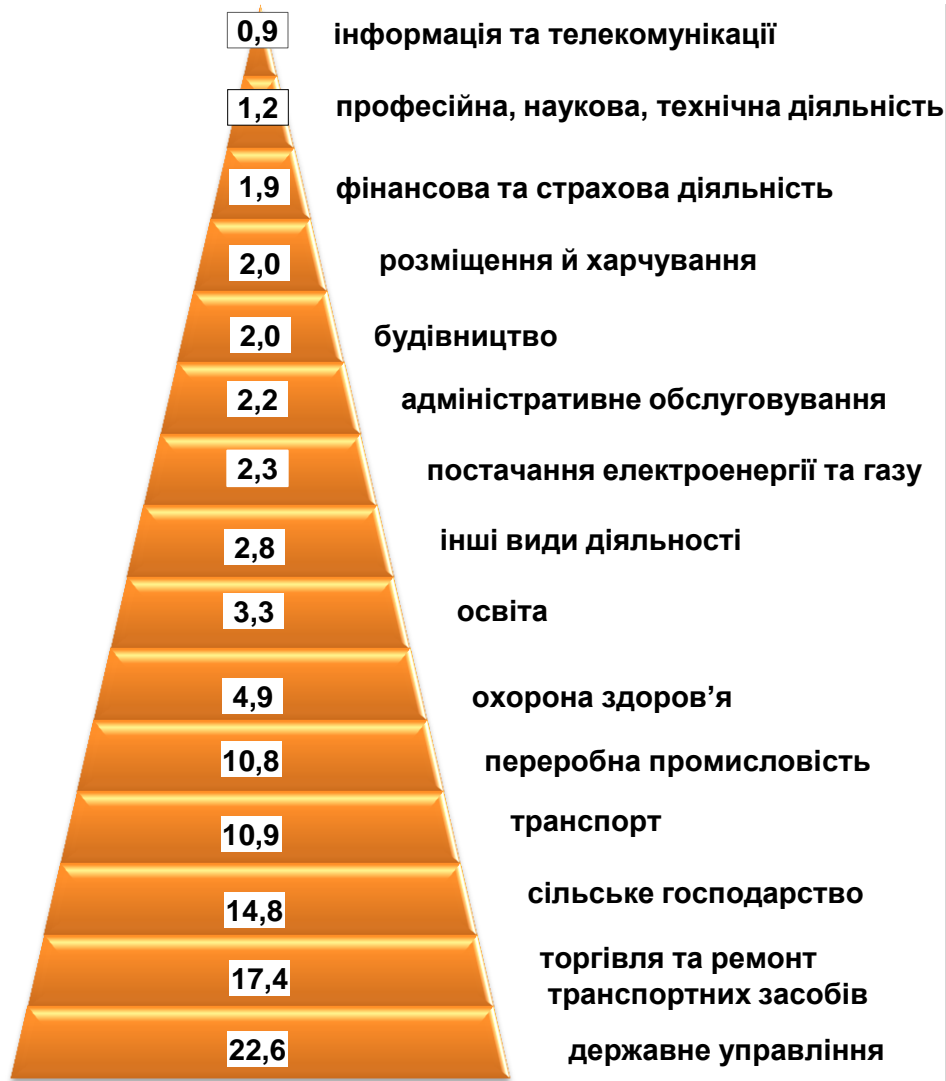 0,9 інформація та телекомунікації
1,2 професійна, наукова, технічна діяльність
1,9 фінансова та страхова діяльність
2,0 розміщення й харчування
2,0 будівництво
2,2 адміністративне обслуговування
2,3 постачання електроенергії та газу
2,8 інші види діяльності
3,3 освіта
4,9 охорона здоров’я
10,8 переробна промисловість
10,9 транспорт
14,8 сільське господарство
17,4 торгівля та ремонт
транспортних засобів
22,6 державне управління